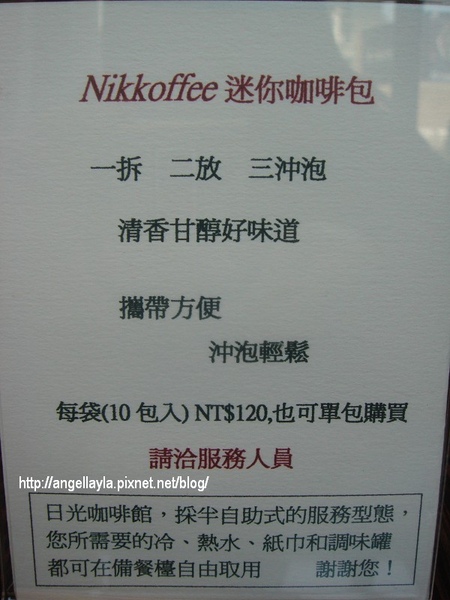 Nikkoffee 迷你咖啡包
一拆 二放 三沖泡
清香甘醇好味道
攜帶方便
沖泡輕鬆
每袋(10 包入) NT$120,也可單包購買
請洽服務人員
http://angellayla.pixnet.net/blog/
日光咖啡館，採半自助式的服務型態，
您所需要的冷、熱水、紙巾和調味罐
都可在備餐檯自由取用 謝謝您！